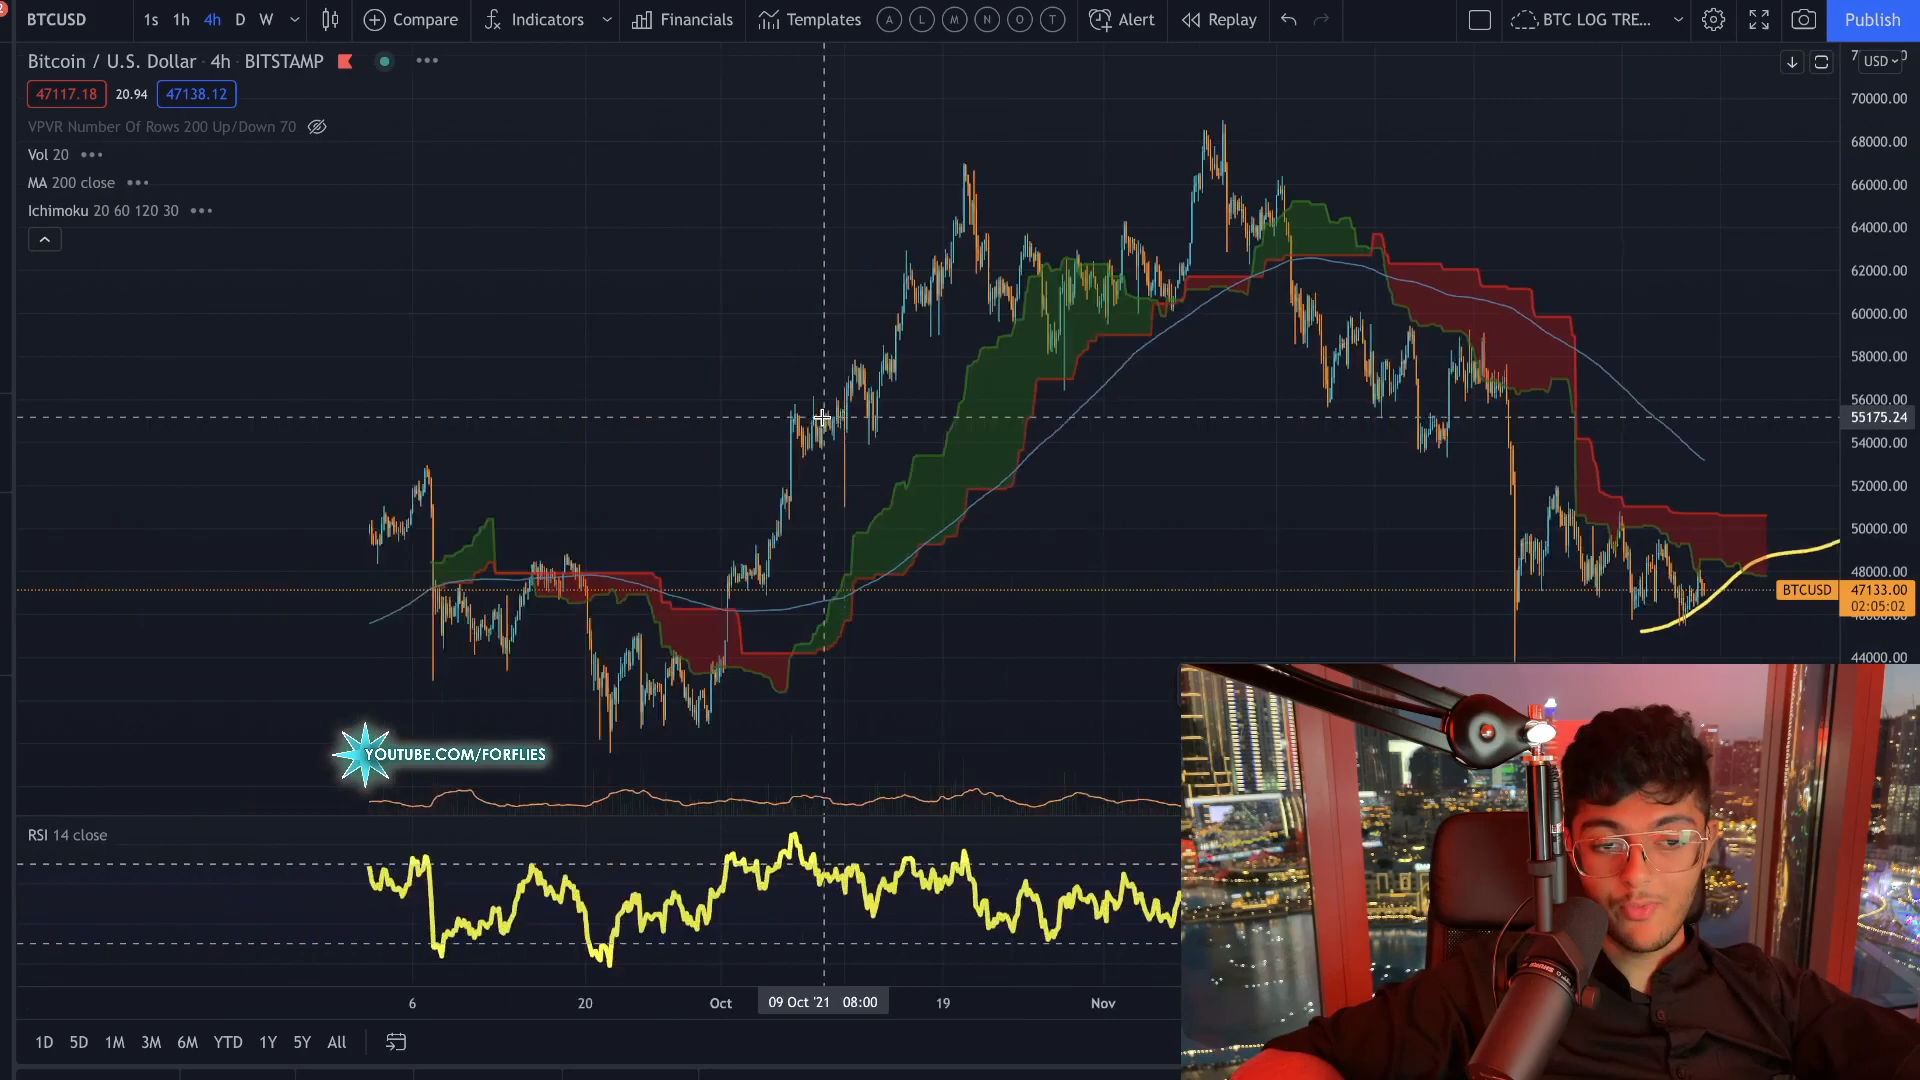 BTCUSD 1s 1h 4h D W Compare Indicators Financials Templates A L M N O T Alert Replay BTC LOG TRE... Publish
Bitcoin / U.S. Dollar · 4h · BITSTAMP
USD
47117.18 20.94 47138.12
70000.00
VPVR Number Of Rows 200 Up/Down 70
68000.00
Vol 20
MA 200 close
66000.00
Ichimoku 20 60 120 30
64000.00
62000.00
60000.00
58000.00
56000.00
55175.24
54000.00
52000.00
50000.00
48000.00
BTCUSD 47133.00
02:05:02
44000.00
YOUTUBE.COM/FORFLIES
RSI 14 close
6 20 Oct 09 Oct '21 08:00 19 Nov
1D 5D 1M 3M 6M YTD 1Y 5Y All